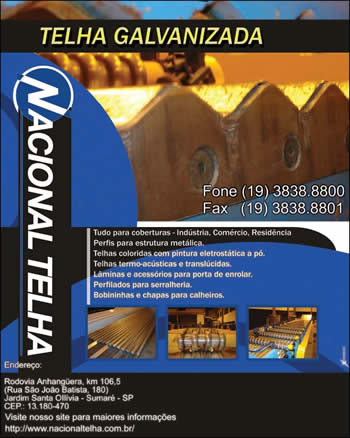 TELHA GALVANIZADA
NACIONAL TELHA
Fone (19) 3838.8800
Fax (19) 3838.8801
Tudo para coberturas - Indústria, Comércio, Residência
Perfis para estrutura metálica.
Telhas coloridas com pintura eletrostática a pó.
Telhas termo-acústicas e translúcidas.
Lâminas e acessórios para porta de enrolar.
Perfilados para serralheria.
Bobininhas e chapas para calheiros.
Endereço:
Rodovia Anhangüera, km 106,5
(Rua São João Batista, 180)
Jardim Santa Ollívia - Sumaré - SP
CEP.: 13.180-470
Visite nosso site para maiores informações
http://www.nacionaltelha.com.br/